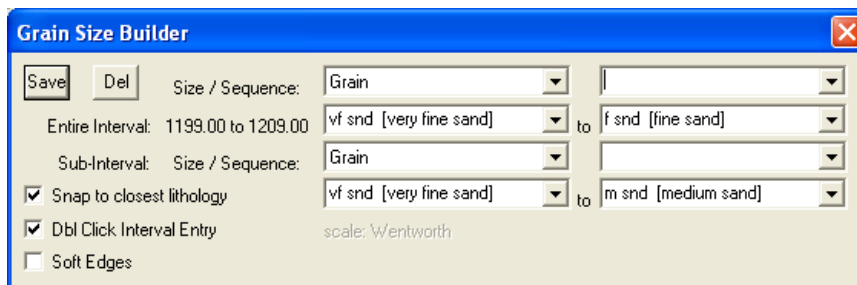 Grain Size Builder
Save Del Size / Sequence: Grain
Entire Interval: 1199.00 to 1209.00 vf snd [very fine sand] to f snd [fine sand]
Sub-Interval: Size / Sequence: Grain
Snap to closest lithology vf snd [very fine sand] to m snd [medium sand]
Dbl Click Interval Entry scale: Wentworth
Soft Edges